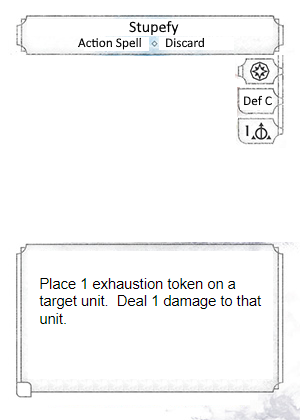 Stupefy
Action Spell Discard
Def C
1
Place 1 exhaustion token on a
target unit.  Deal 1 damage to that
unit.